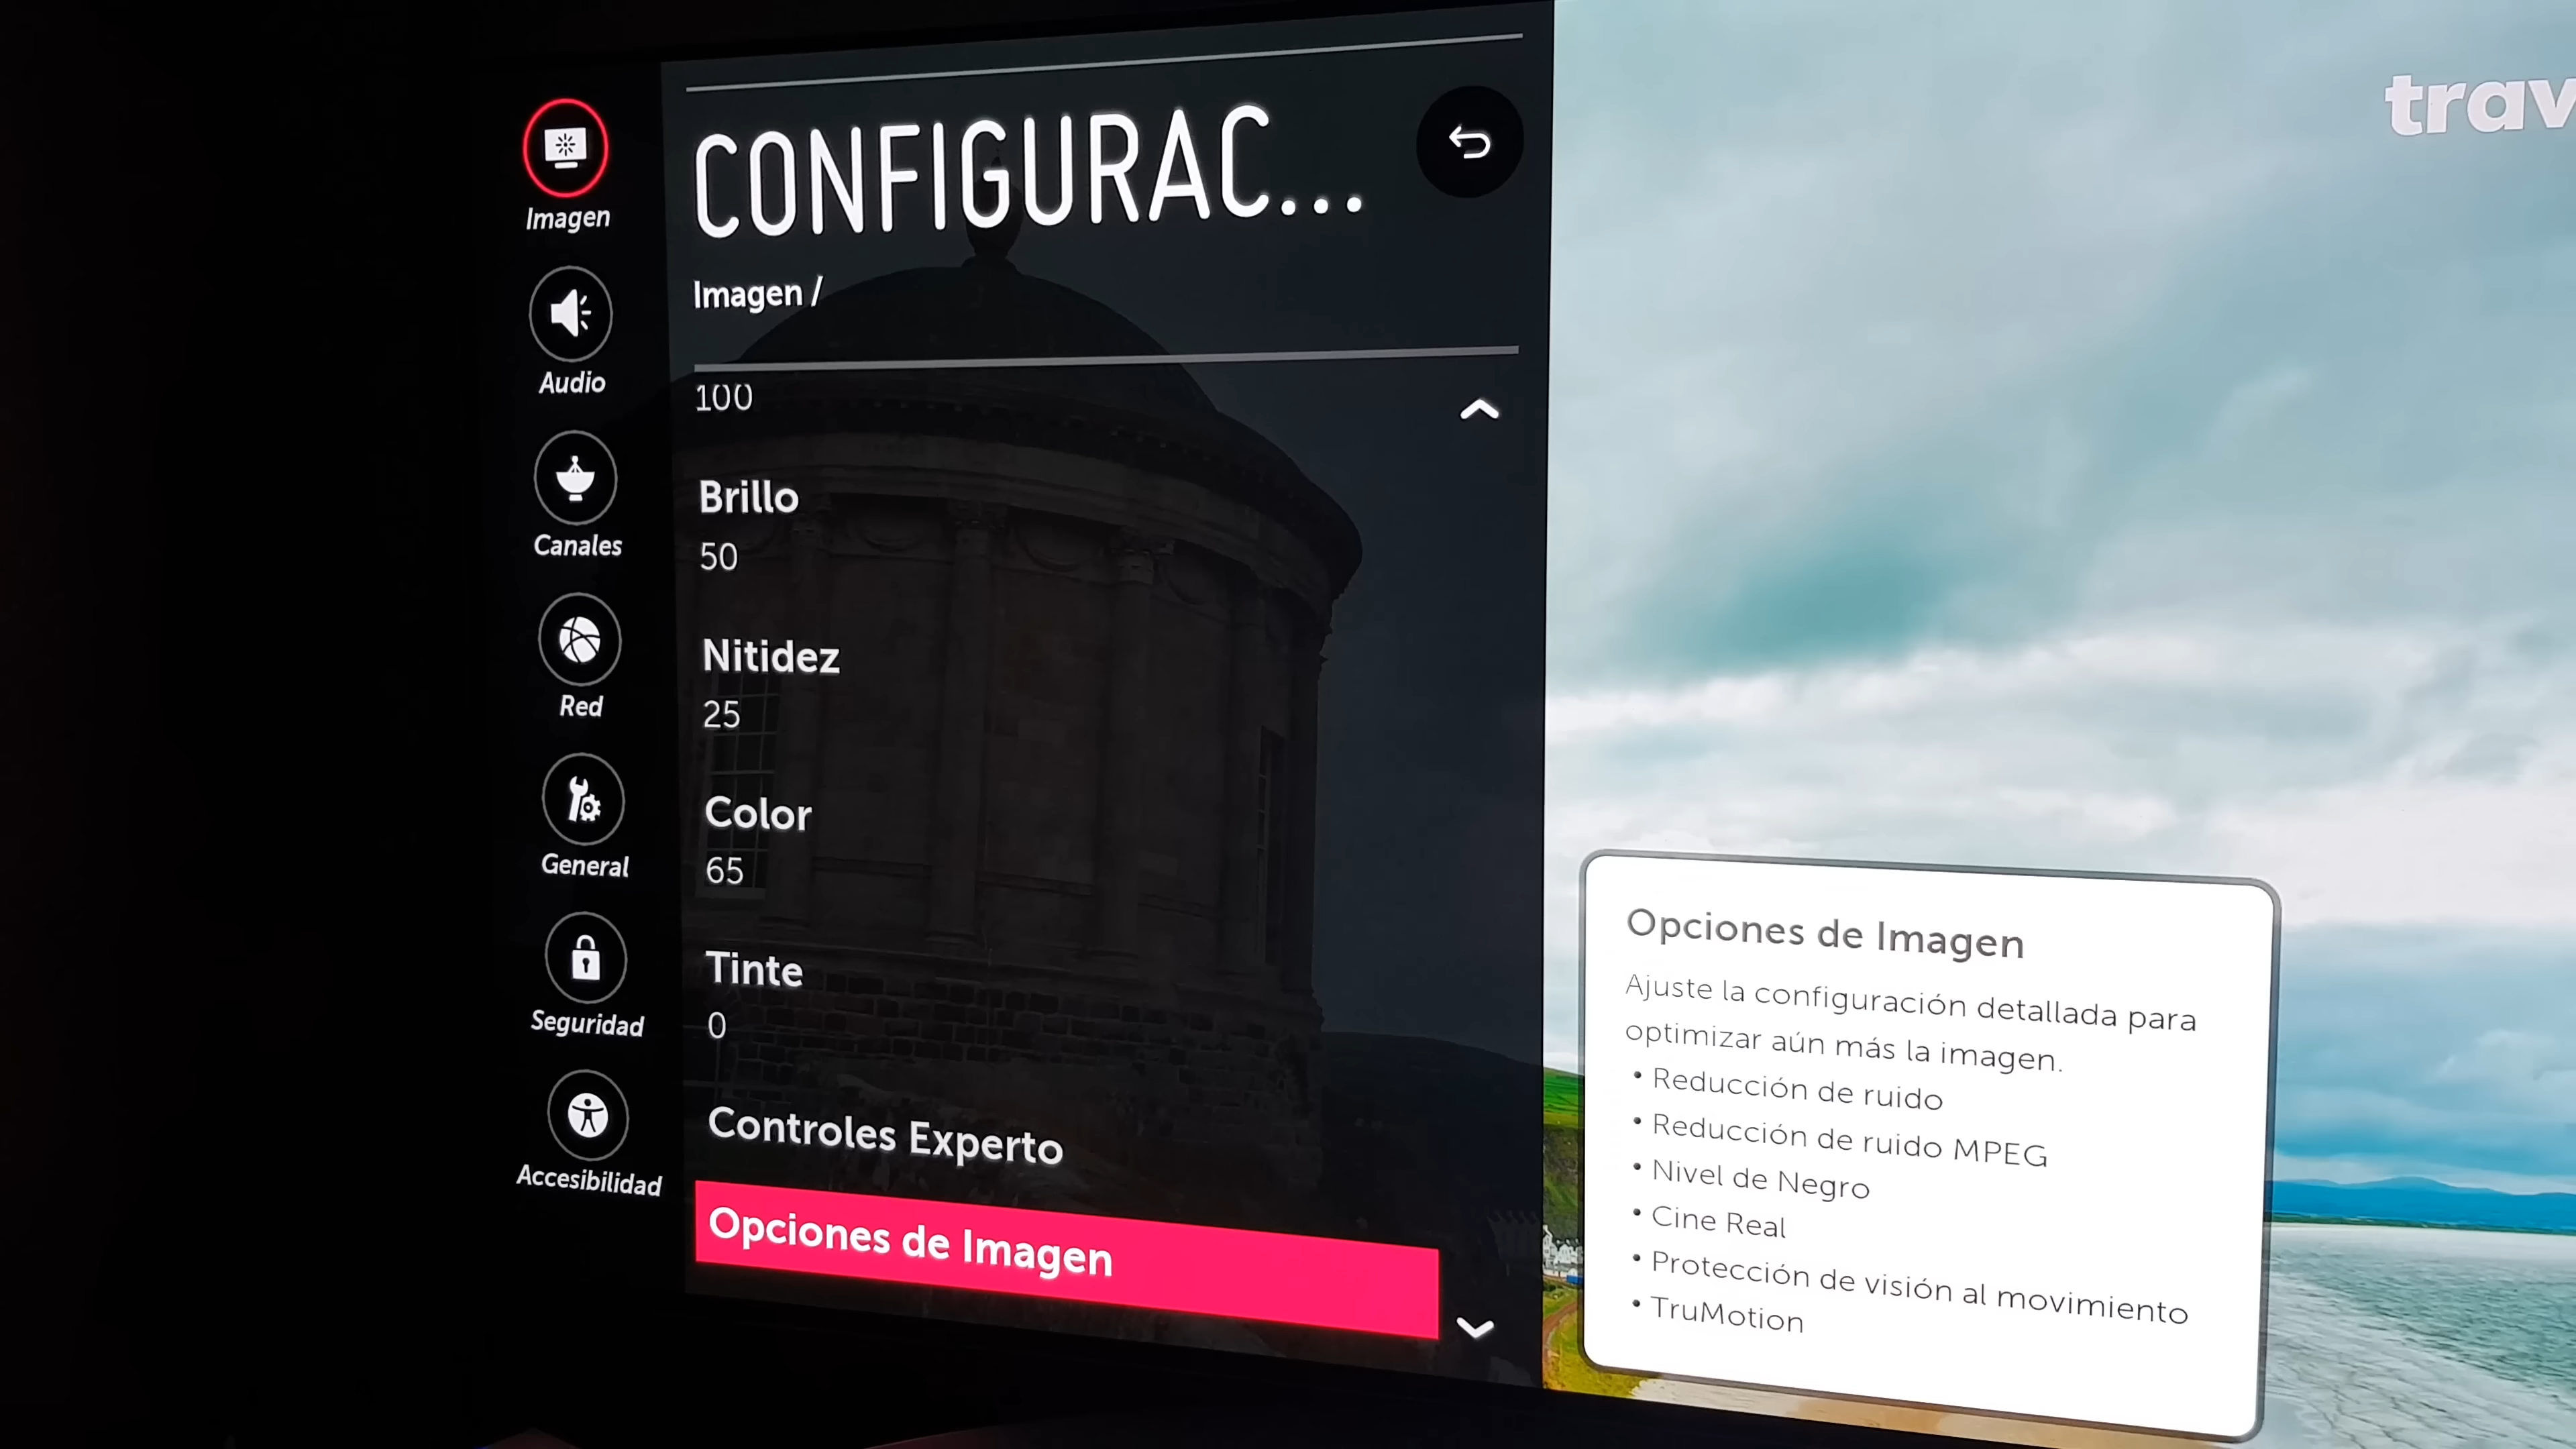 CONFIGURAC...
Imagen /
Imagen
Audio
Canales
Red
General
Seguridad
Accesibilidad
100
Brillo
50
Nitidez
25
Color
65
Tinte
0
Controles Experto
Opciones de Imagen
trav
Opciones de Imagen
Ajuste la configuración detallada para
optimizar aún más la imagen.
• Reducción de ruido
• Reducción de ruido MPEG
• Nivel de Negro
• Cine Real
• Protección de visión al movimiento
• TruMotion